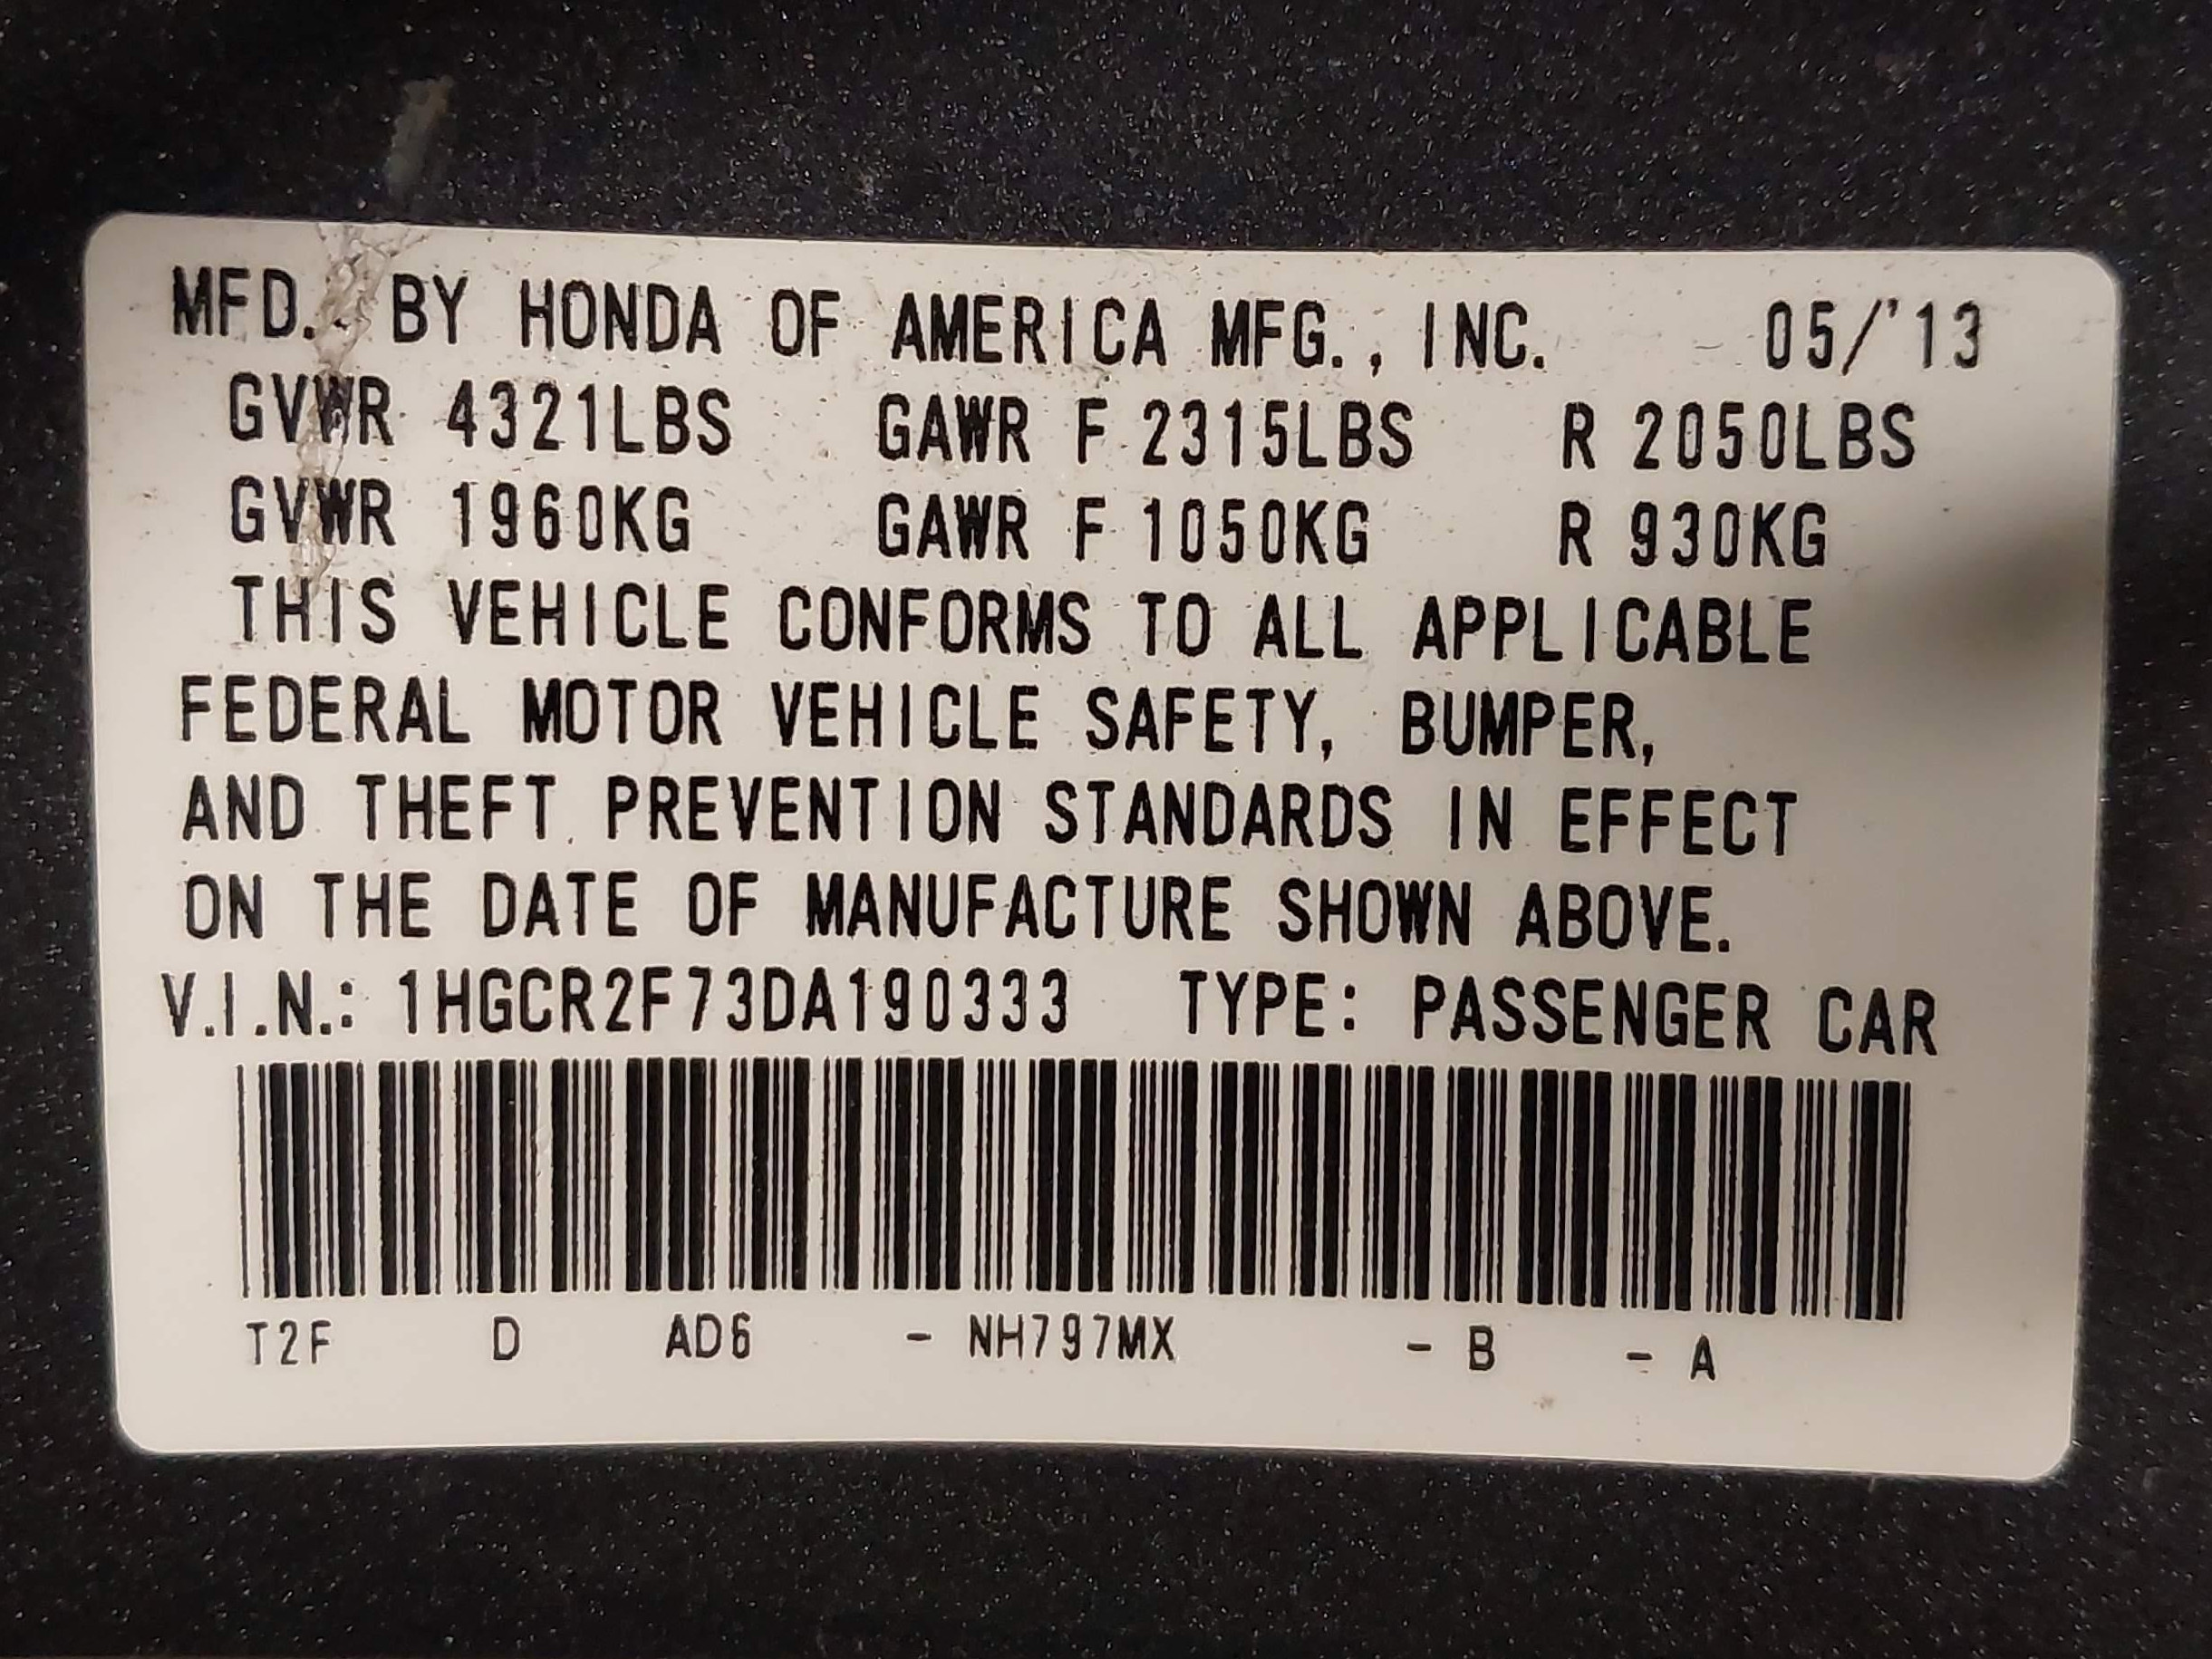 MFD. BY HONDA OF AMERICA MFG., INC. 05/'13
GVWR 4321LBS GAWR F 2315LBS R 2050LBS
GVWR 1960KG GAWR F 1050KG R 930KG
THIS VEHICLE CONFORMS TO ALL APPLICABLE
FEDERAL MOTOR VEHICLE SAFETY, BUMPER,
AND THEFT PREVENTION STANDARDS IN EFFECT
ON THE DATE OF MANUFACTURE SHOWN ABOVE.
V.I.N.: 1HGCR2F73DA190333 TYPE: PASSENGER CAR
T2F D AD6 - NH797MX - B - A